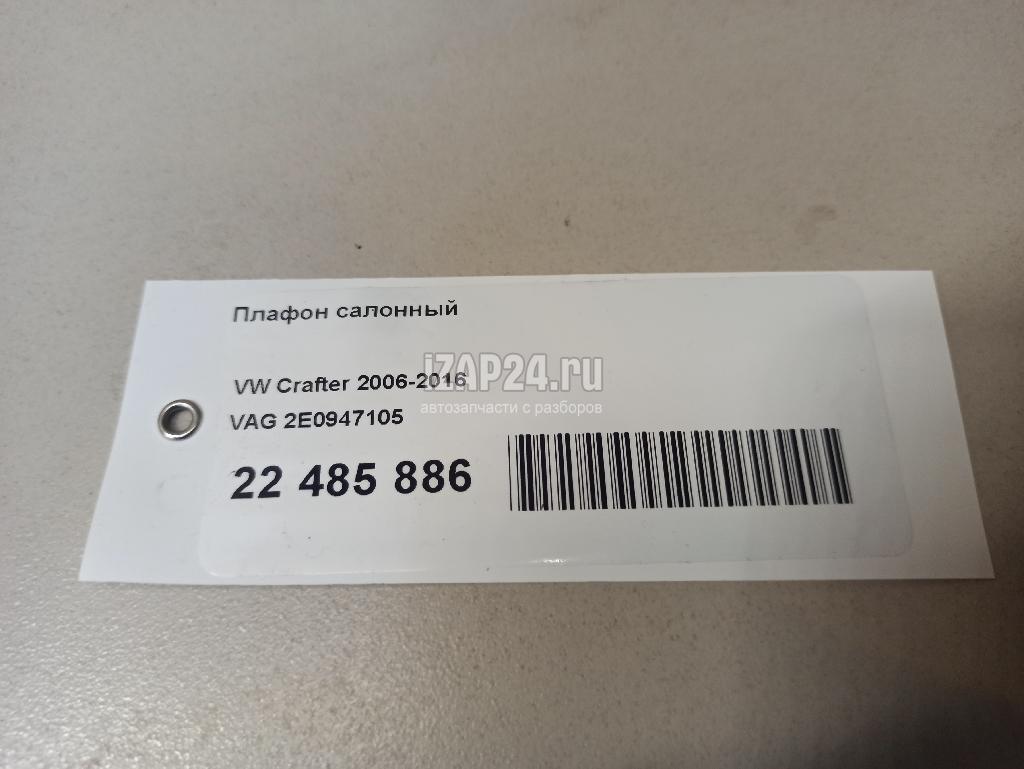 Плафон салонный
iZAP24.ru
VW Crafter 2006-2016
автозапчасти с разборов
VAG 2E0947105
22 485 886